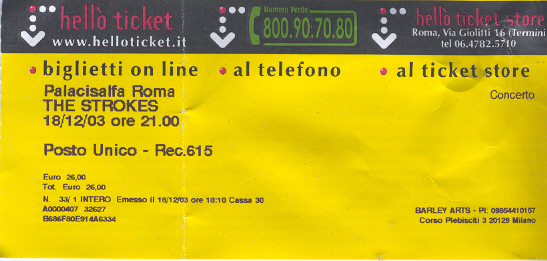 hellò ticket
www.helloticket.it
Numero Verde
800.90.70.80
hellò ticket store
Roma, Via Giolitti 16 (Termini
tel 06.4782.5710
biglietti on line
al telefono
al ticket store
Palacisalfa Roma
THE STROKES
18/12/03 ore 21.00
Concerto
Posto Unico - Rec.615
Euro 26,00
Tot Euro 26,00
N. 33/1 INTERO Emesso il 18/12/03 ore 18:10 Cassa 30
A0000407 32627
B686F80E914A6334
BARLEY ARTS - PI: 09854410157
Corso Plebisciti 3 20129 Milano